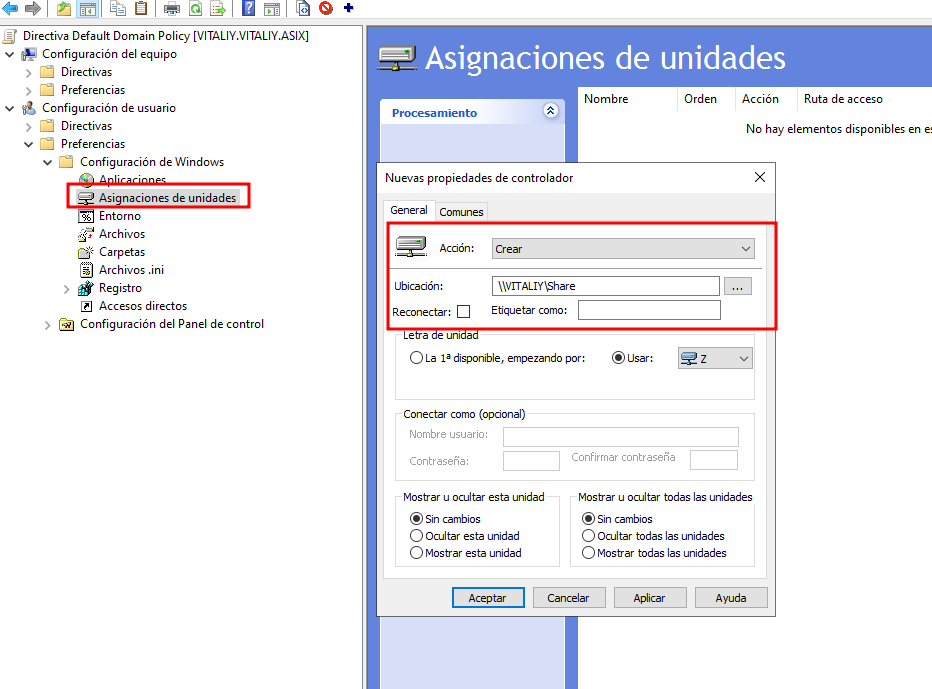 Directiva Default Domain Policy [VITALIY.VITALIY.ASIX]
Configuración del equipo
Directivas
Preferencias
Configuración de usuario
Directivas
Preferencias
Configuración de Windows
Aplicaciones
Asignaciones de unidades
Entorno
Archivos
Carpetas
Archivos .ini
Registro
Accesos directos
Configuración del Panel de control
Asignaciones de unidades
Procesamiento
Nombre Orden Acción Ruta de acceso
No hay elementos disponibles en es
Nuevas propiedades de controlador
General Comunes
Acción: Crear
Ubicación: \\VITALIY\Share ...
Reconectar: Etiquetar como:
Letra de unidad
La 1ª disponible, empezando por: Usar: Z
Conectar como (opcional)
Nombre usuario:
Contraseña: Confirmar contraseña
Mostrar u ocultar esta unidad Mostrar u ocultar todas las unidades
Sin cambios Sin cambios
Ocultar esta unidad Ocultar todas las unidades
Mostrar esta unidad Mostrar todas las unidades
Aceptar Cancelar Aplicar Ayuda